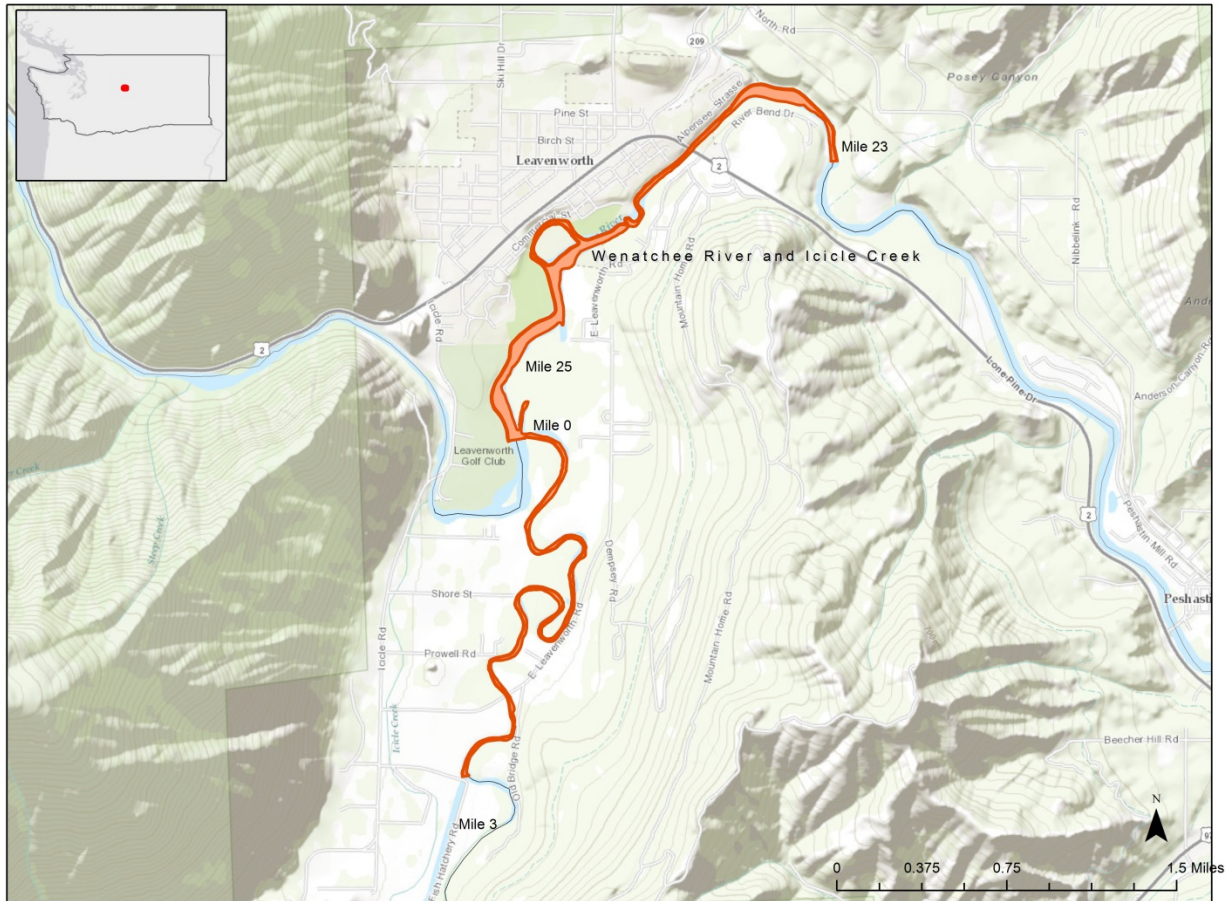 North Rd
209
Ski Hill Dr
Posey Canyon
Alpensee Strasse
Pine St
River Bend Dr
Birch St
Mile 23
Leavenworth
2
Nibbelink Rd
Commercial St
River
Wenatchee River and Icicle Creek
Mountain Home Rd
E Leavenworth Rd
Icicle Rd
2
Mile 25
Lone Pine Dr
Anderson Canyon Rd
Mile 0
Leavenworth
Golf Club
2
Peshastin Mill Rd
Dempsey Rd
Shore St
Peshasti
E Leavenworth Rd
Mountain Home Rd
Prowell Rd
Icicle Rd
Icicle Creek
Old Bridge Rd
Beecher Hill Rd
Mile 3
Fish Hatchery Rd
N
97
0 0.375 0.75 1.5 Miles